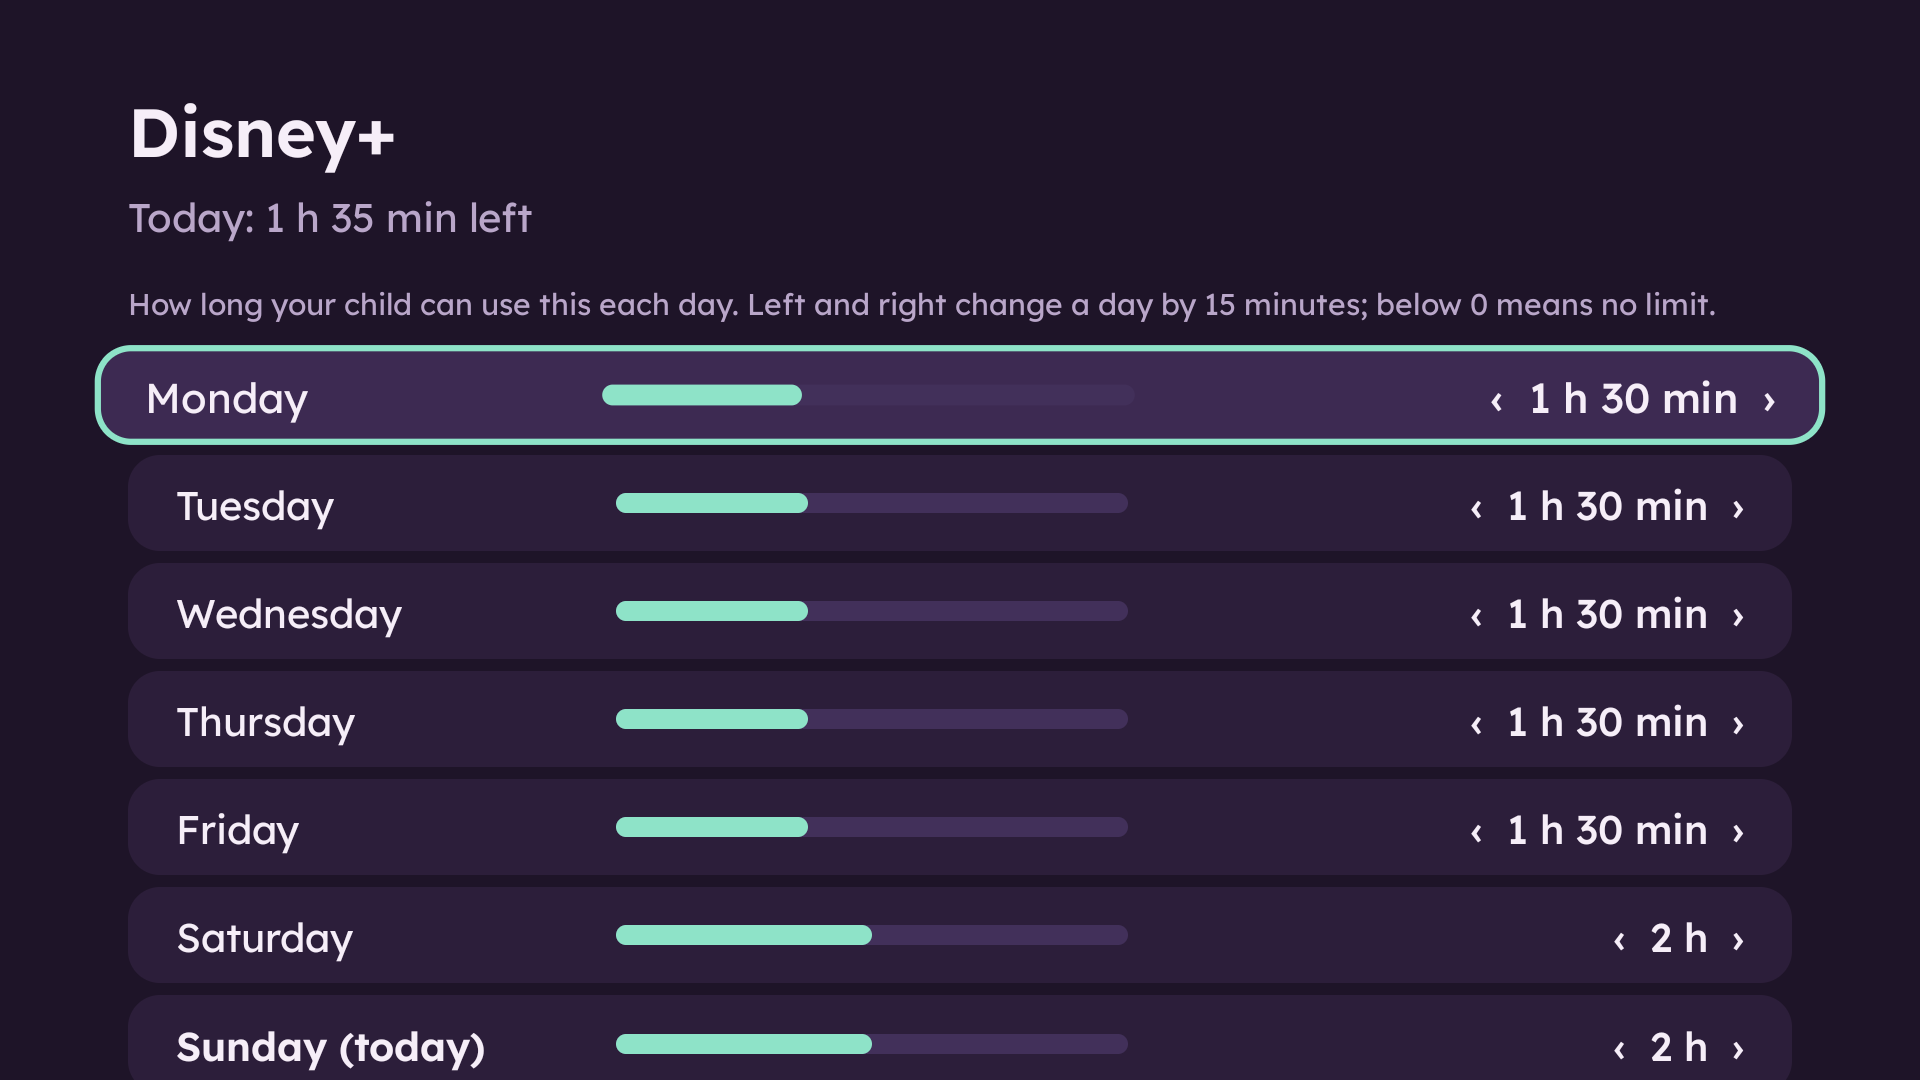 Disney+
Today: 1 h 35 min left
How long your child can use this each day. Left and right change a day by 15 minutes; below 0 means no limit.
Monday ‹ 1 h 30 min ›
Tuesday ‹ 1 h 30 min ›
Wednesday ‹ 1 h 30 min ›
Thursday ‹ 1 h 30 min ›
Friday ‹ 1 h 30 min ›
Saturday ‹ 2 h ›
Sunday (today) ‹ 2 h ›